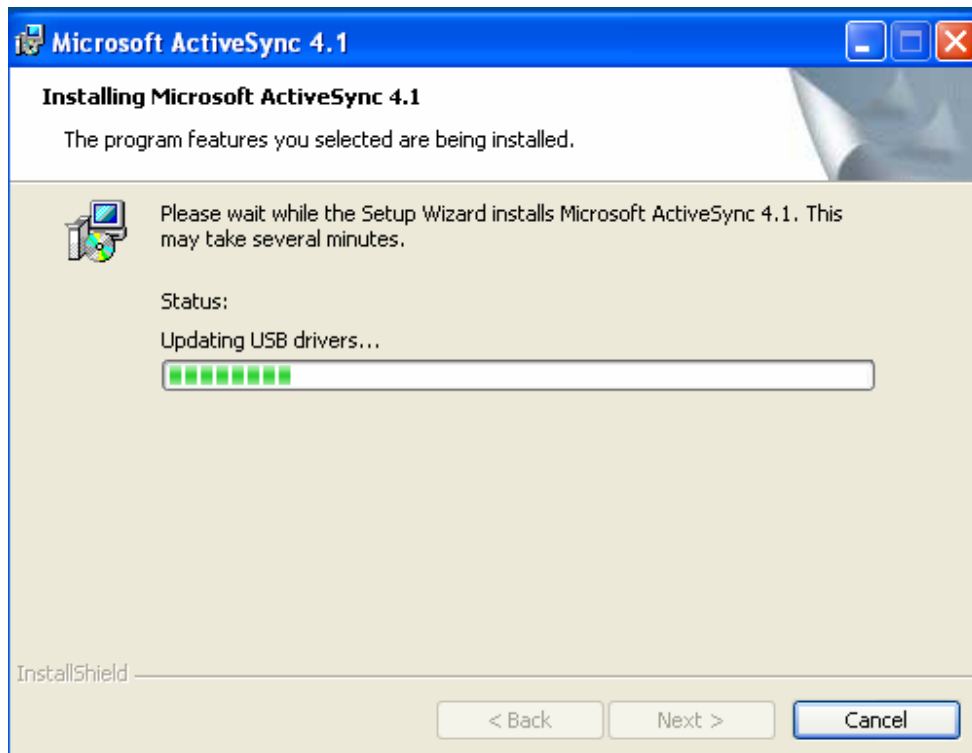 Microsoft ActiveSync 4.1
Installing Microsoft ActiveSync 4.1
The program features you selected are being installed.
Please wait while the Setup Wizard installs Microsoft ActiveSync 4.1. This
may take several minutes.
Status:
Updating USB drivers...
InstallShield
< Back
Next >
Cancel